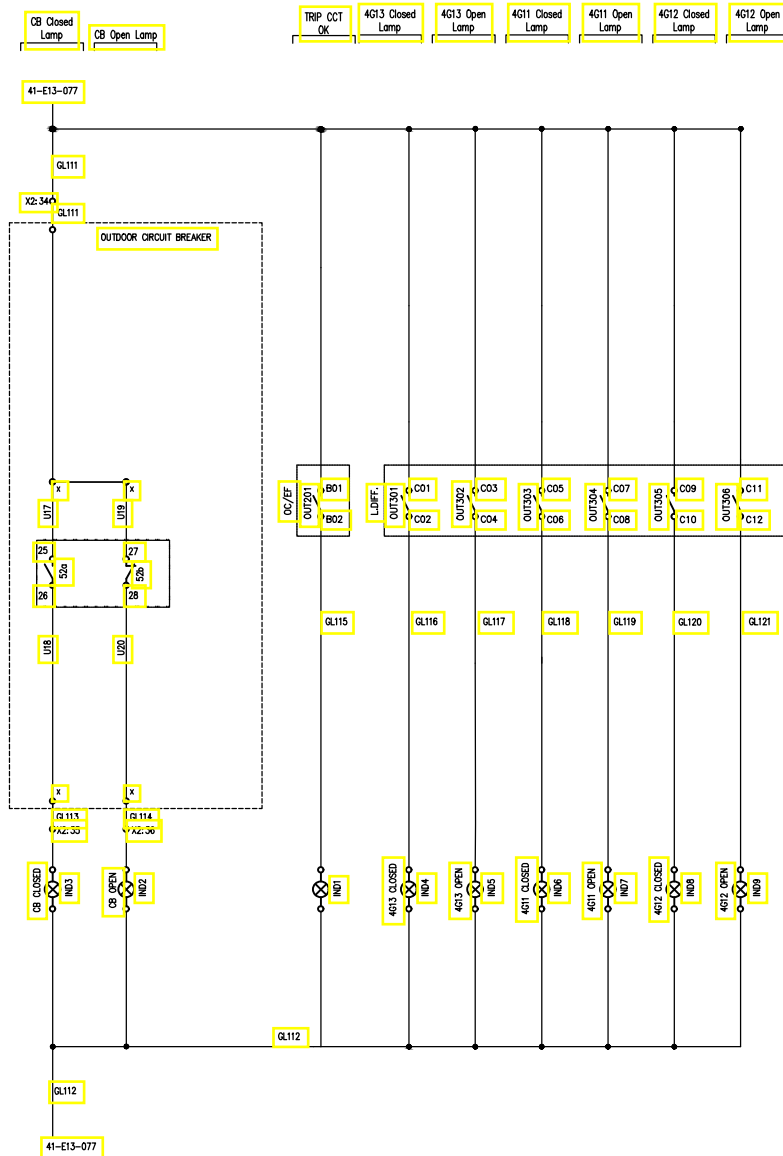 CB Closed
Lamp
CB Open Lamp
TRIP CCT
OK
4G13 Closed
Lamp
4G13 Open
Lamp
4G11 Closed
Lamp
4G11 Open
Lamp
4G12 Closed
Lamp
4G12 Open
Lamp
41-E13-077
GL111
X2:34
GL111
OUTDOOR CIRCUIT BREAKER
x
x
U17
U19
OC/EF
OUT201
B01
B02
L.DIFF.
OUT301
C01
C02
OUT302
C03
C04
OUT303
C05
C06
OUT304
C07
C08
OUT305
C09
C10
OUT306
C11
C12
25
52a
26
27
52b
28
U18
U20
GL115
GL116
GL117
GL118
GL119
GL120
GL121
x
x
GL113
GL114
X2:35
X2:36
CB CLOSED
IND3
CB OPEN
IND2
IND1
4G13 CLOSED
IND4
4G13 OPEN
IND5
4G11 CLOSED
IND6
4G11 OPEN
IND7
4G12 CLOSED
IND8
4G12 OPEN
IND9
GL112
GL112
41-E13-077